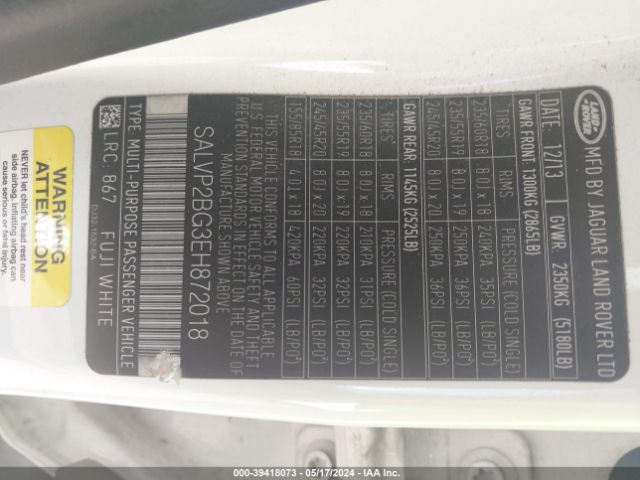 LAND
ROVER
MFD BY JAGUAR LAND ROVER LTD
DATE: 12/13 GVWR. 2350KG (5180LB)
GAWR FRONT 1300KG (2865LB)
TIRES RIMS PRESSURE (COLD SINGLE)
235/60R18 8.0J x 18 240KPA 35PSI (LB/PO²)
235/55R19 8.0J x 19 250KPA 36PSI (LB/PO²)
245/45R20 8.0J x 20 250KPA 36PSI (LB/PO²)
GAWR REAR 1145KG (2525LB)
TIRES RIMS PRESSURE (COLD SINGLE)
235/60R18 8.0J x 18 210KPA 31PSI (LB/PO²)
235/55R19 8.0J x 19 220KPA 32PSI (LB/PO²)
245/45R20 8.0J x 20 220KPA 32PSI (LB/PO²)
155/85R18 4.0J x 18 420KPA 60PSI (LB/PO²)
THIS VEHICLE CONFORMS TO ALL APPLICABLE
U.S. FEDERAL MOTOR VEHICLE SAFETY AND THEFT
PREVENTION STANDARDS IN EFFECT ON THE DATE OF
MANUFACTURE SHOWN ABOVE
SALVP2BG3EH872018
TYPE: MULTI-PURPOSE PASSENGER VEHICLE
LRC: 867 FUJI WHITE
WARNING
ATTENTION
NEVER let child's head rest near
side airbag. Inflating airbag can
cause serious or fatal injury.
000-39418073 - 05/17/2024 - IAA Inc.